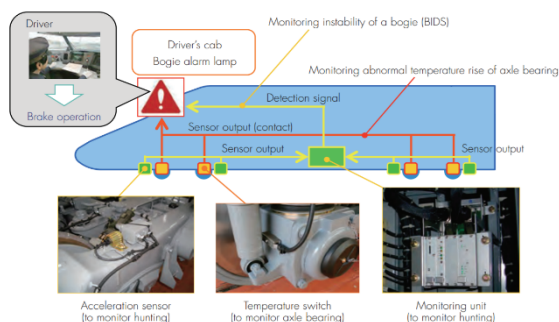 Driver
Brake operation
Driver's cab
Bogie alarm lamp
Monitoring instability of a bogie (BIDS)
Monitoring abnormal temperature rise of axle bearing
Detection signal
Sensor output (contact)
Sensor output
Sensor output
Acceleration sensor
(to monitor hunting)
Temperature switch
(to monitor axle bearing)
Monitoring unit
(to monitor hunting)